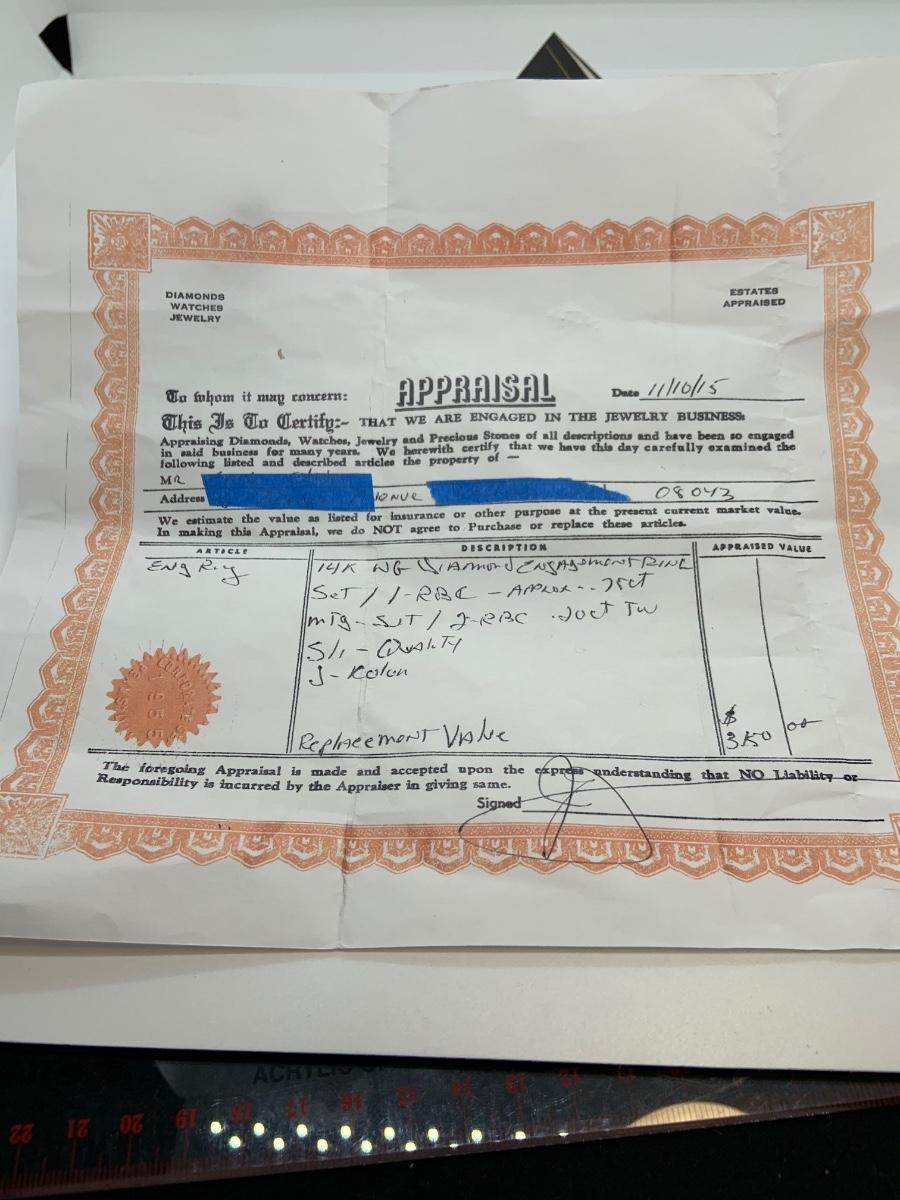 DIAMONDS
WATCHES
JEWELRY
ESTATES
APPRAISED
To whom it may concern:
APPRAISAL
Date 11/10/15
This Is To Certify:- THAT WE ARE ENGAGED IN THE JEWELRY BUSINESS:
Appraising Diamonds, Watches, Jewelry and Precious Stones of all descriptions and have been so engaged
in said business for many years. We herewith certify that we have this day carefully examined the
following listed and described articles the property of —
MR
Address 08043
We estimate the value as listed for insurance or other purpose at the present current market value.
In making this Appraisal, we do NOT agree to Purchase or replace these articles.
ARTICLE DESCRIPTION APPRAISED VALUE
Eng Ring 14K WG Diamond Engagement Ring
Set / 1-RBC - Approx
mtg - Set / 2-RBC .20ct TW
SI1 - Quality
J - Kolor
Replacement Value $
The foregoing Appraisal is made and accepted upon the express understanding that NO Liability or
Responsibility is incurred by the Appraiser in giving same.
Signed
ACRYLIC
22 21 20 19 18 17 16 15 14 13 12 11